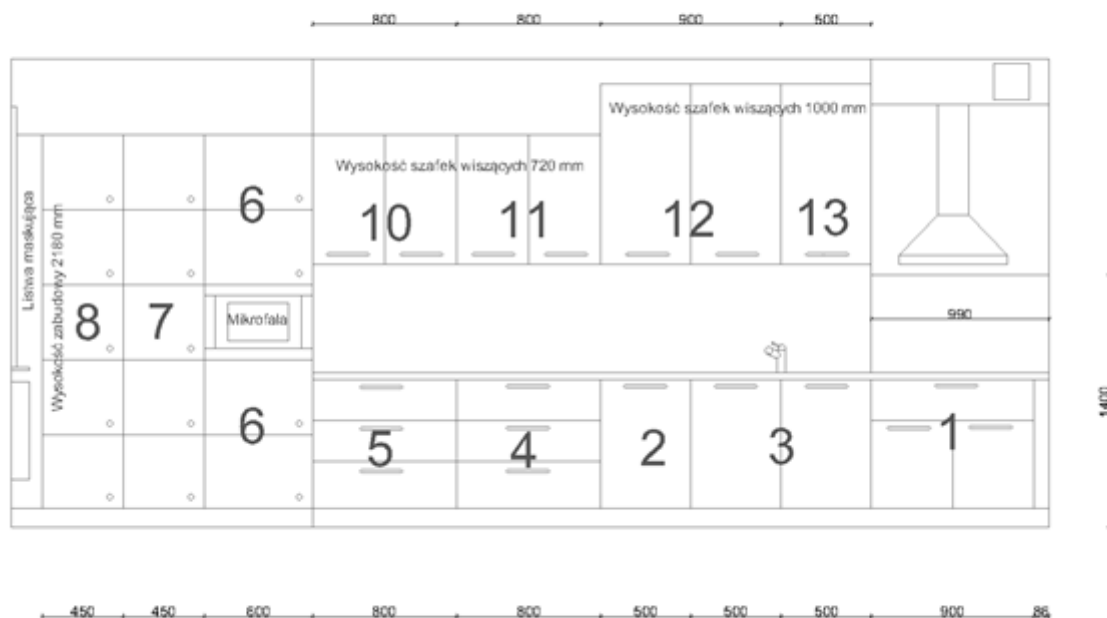 800 800 900 500
Wysokość szafek wiszących 1000 mm
Wysokość szafek wiszących 720 mm
6
10 11 12 13
Listwa maskująca
Wysokość zabudowy 2180 mm
8 7
Mikrofala
990
1400
6
5 4 2 3 1
450 450 600 800 800 500 500 500 900 86